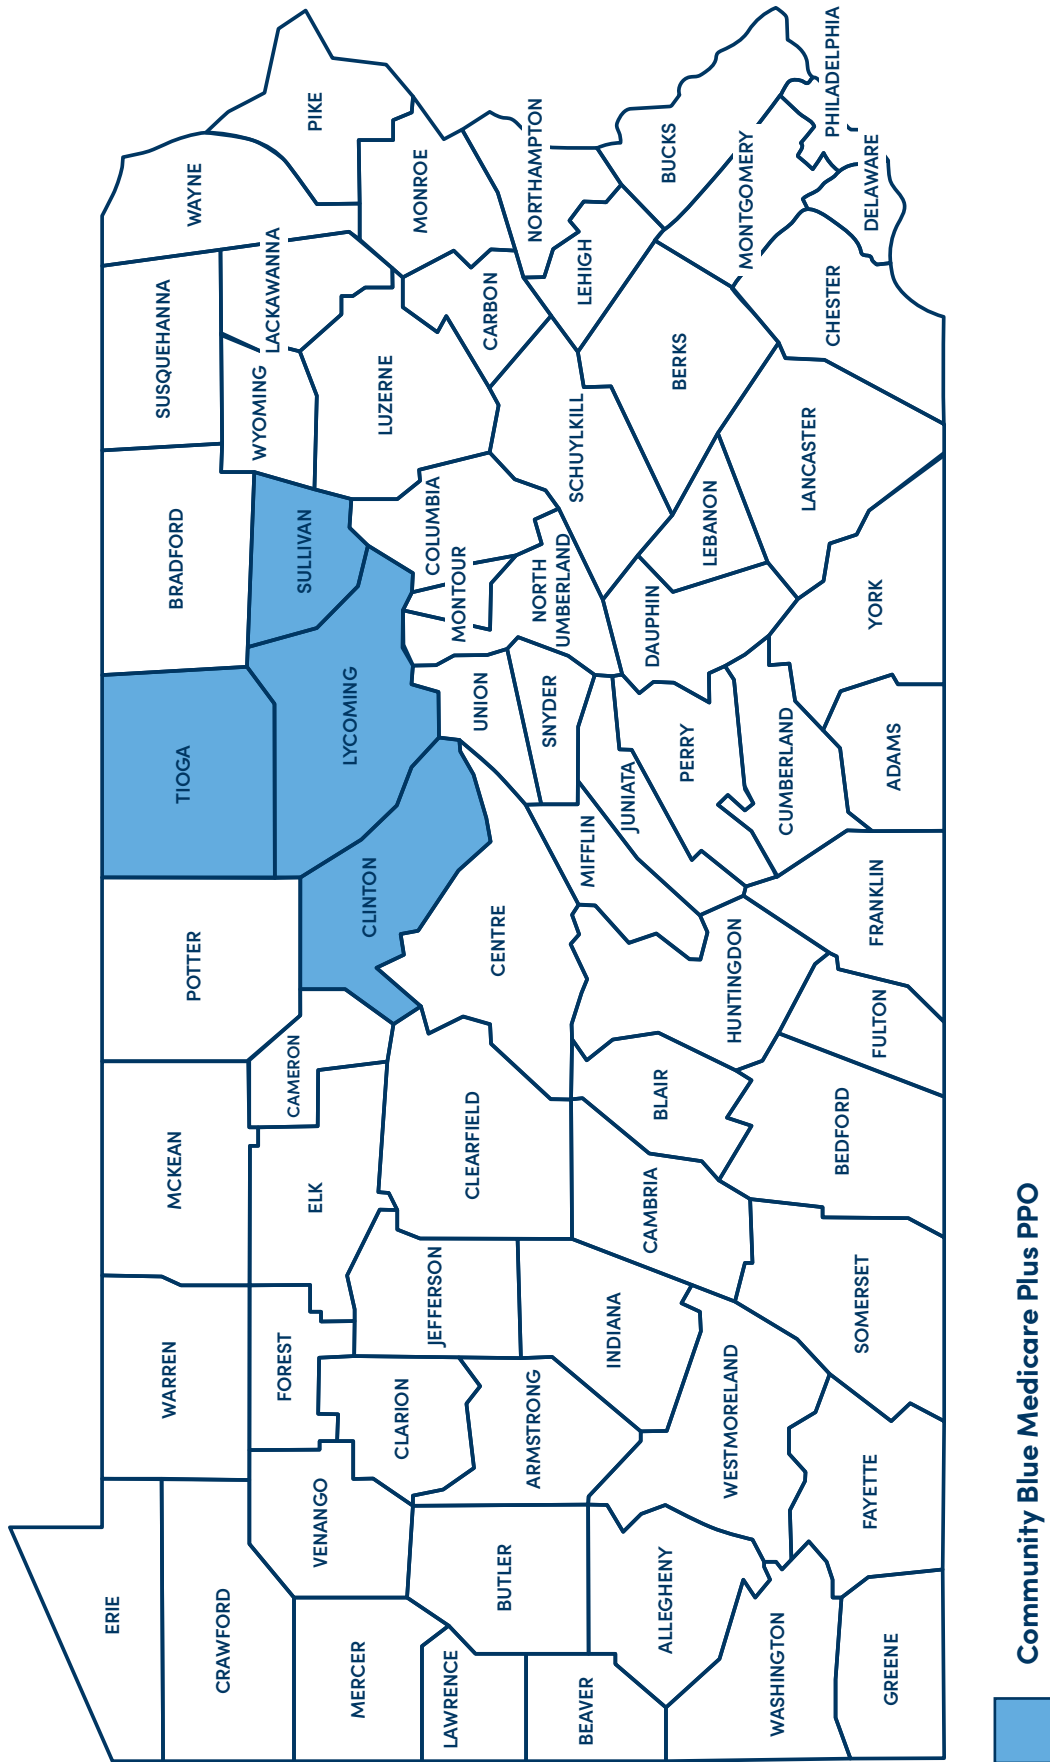 ERIE
CRAWFORD
WARREN
MCKEAN
POTTER
TIOGA
BRADFORD
SUSQUEHANNA
WAYNE
PIKE
MERCER
VENANGO
FOREST
ELK
CAMERON
CLINTON
LYCOMING
SULLIVAN
WYOMING
LACKAWANNA
LUZERNE
MONROE
LAWRENCE
BUTLER
CLARION
JEFFERSON
CLEARFIELD
CENTRE
UNION
MONTOUR
COLUMBIA
CARBON
NORTHAMPTON
BEAVER
ARMSTRONG
INDIANA
CAMBRIA
BLAIR
MIFFLIN
SNYDER
NORTH
UMBERLAND
SCHUYLKILL
LEHIGH
ALLEGHENY
WESTMORELAND
HUNTINGDON
JUNIATA
PERRY
DAUPHIN
LEBANON
BERKS
MONTGOMERY
BUCKS
WASHINGTON
GREENE
FAYETTE
SOMERSET
BEDFORD
FULTON
FRANKLIN
CUMBERLAND
ADAMS
YORK
LANCASTER
CHESTER
DELAWARE
PHILADELPHIA
Community Blue Medicare Plus PPO